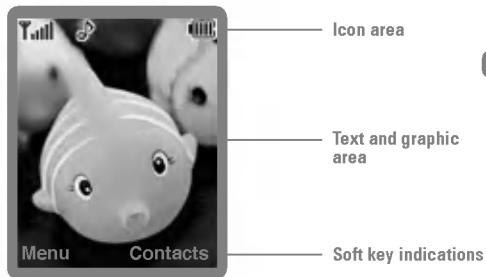 Icon area
Text and graphic
area
Menu Contacts
Soft key indications